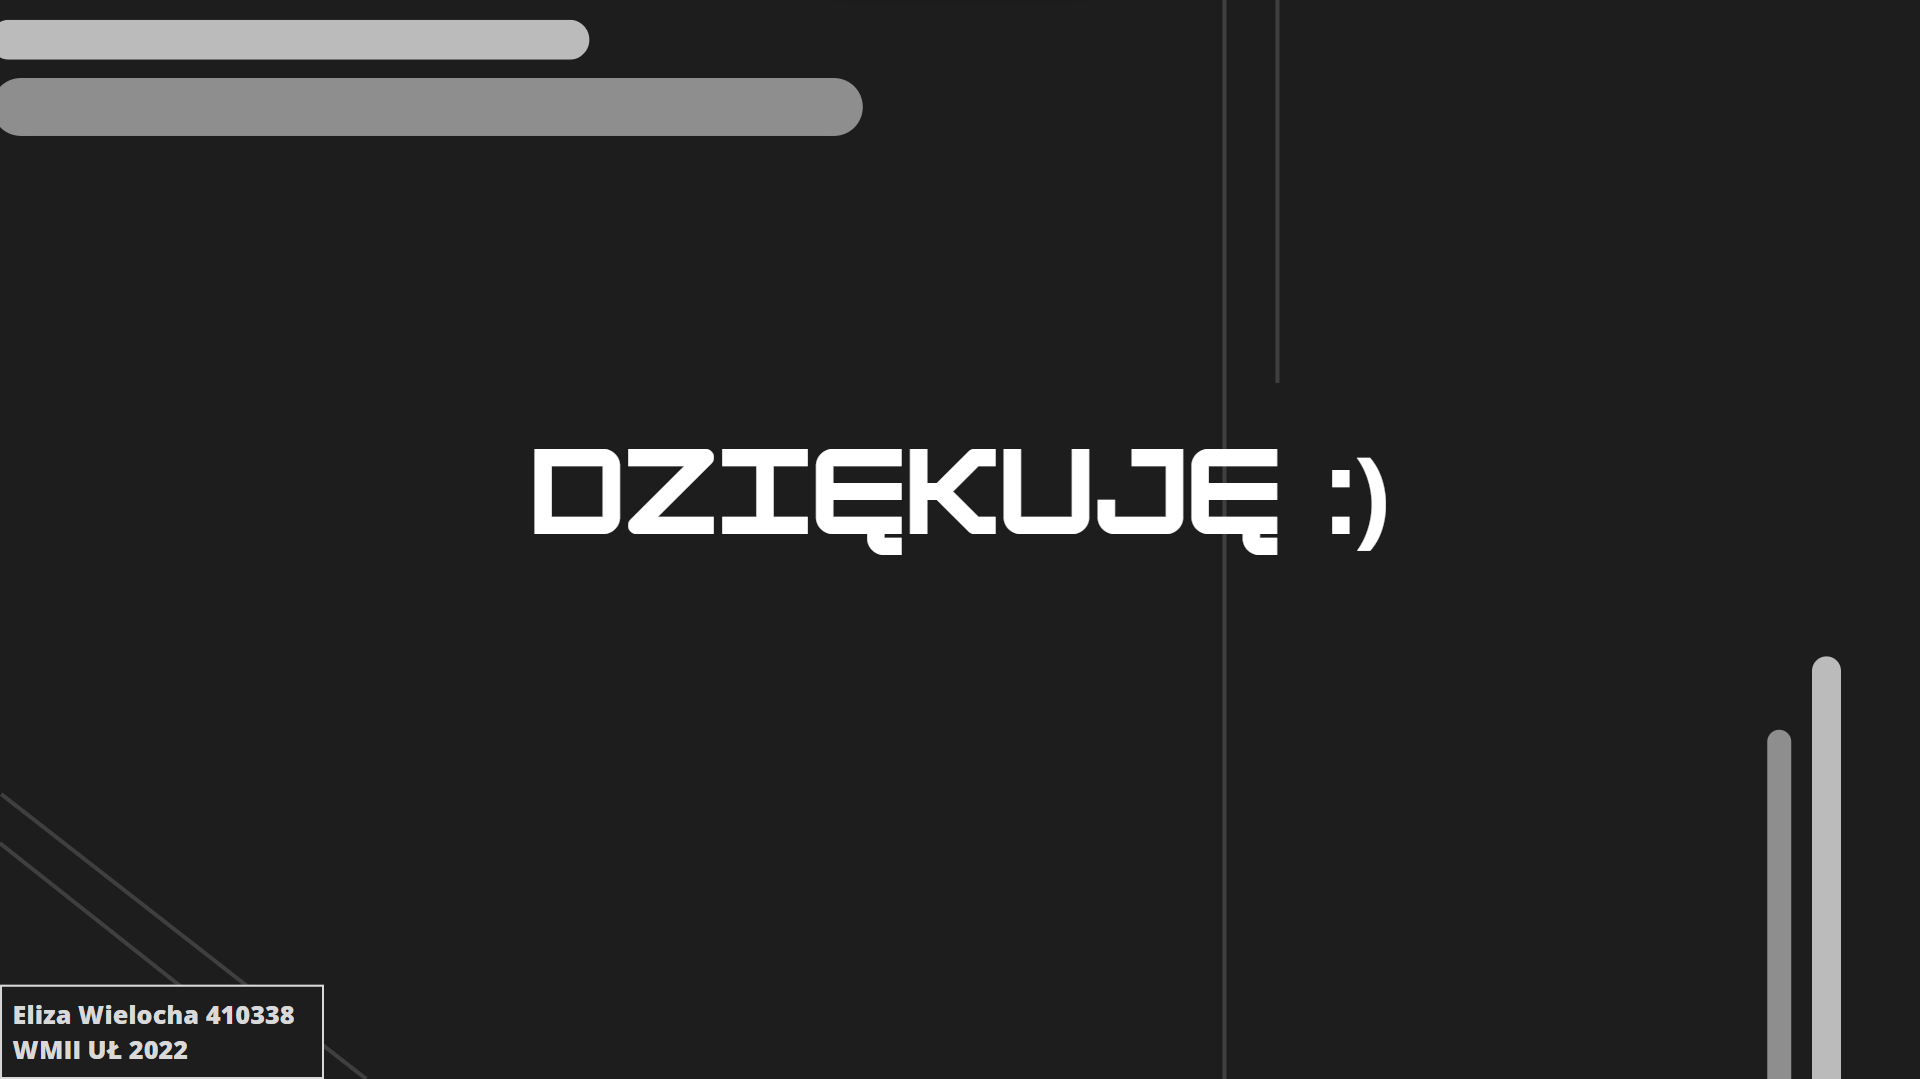 DZIĘKUJĘ :)
Eliza Wielocha 410338
WMII UŁ 2022